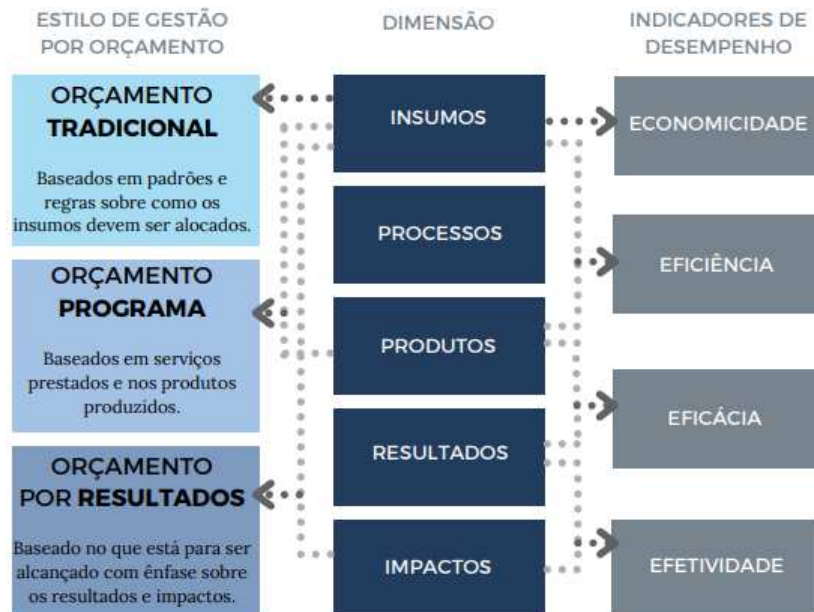 ESTILO DE GESTÃO
POR ORÇAMENTO
DIMENSÃO
INDICADORES DE
DESEMPENHO
ORÇAMENTO
TRADICIONAL
Baseados em padrões e
regras sobre como os
insumos devem ser alocados.
ORÇAMENTO
PROGRAMA
Baseados em serviços
prestados e nos produtos
produzidos.
ORÇAMENTO
POR RESULTADOS
Baseado no que está para ser
alcançado com ênfase sobre
os resultados e impactos.
INSUMOS
PROCESSOS
PRODUTOS
RESULTADOS
IMPACTOS
ECONOMICIDADE
EFICIÊNCIA
EFICÁCIA
EFETIVIDADE